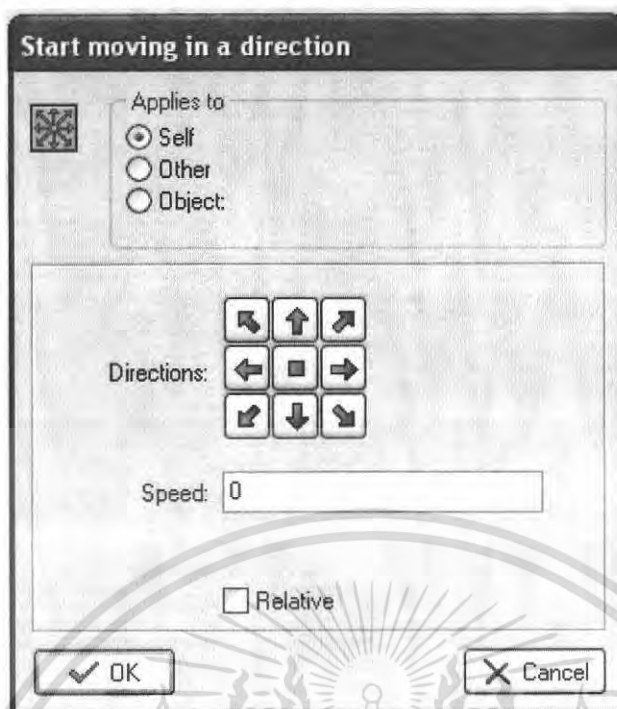 Start moving in a direction
Applies to
Self
Other
Object:
Directions:
Speed: 0
Relative
OK
Cancel